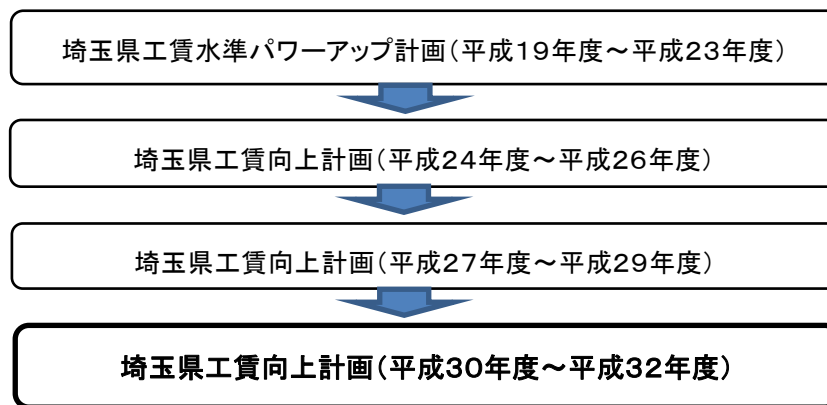 埼玉県工賃水準パワーアップ計画(平成19年度~平成23年度)
埼玉県工賃向上計画(平成24年度~平成26年度)
埼玉県工賃向上計画(平成27年度~平成29年度)
埼玉県工賃向上計画(平成30年度~平成32年度)